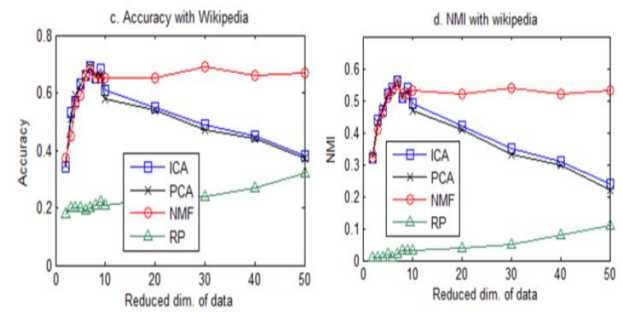 c. Accuracy with Wikipedia
0.8
0.6
0.4
0.2
0
Accuracy
ICA
PCA
NMF
RP
0 10 20 30 40 50
Reduced dim. of data
d. NMI with wikipedia
0.6
0.5
0.4
0.3
0.2
0.1
0
NMI
ICA
PCA
NMF
RP
0 10 20 30 40 50
Reduced dim. of data